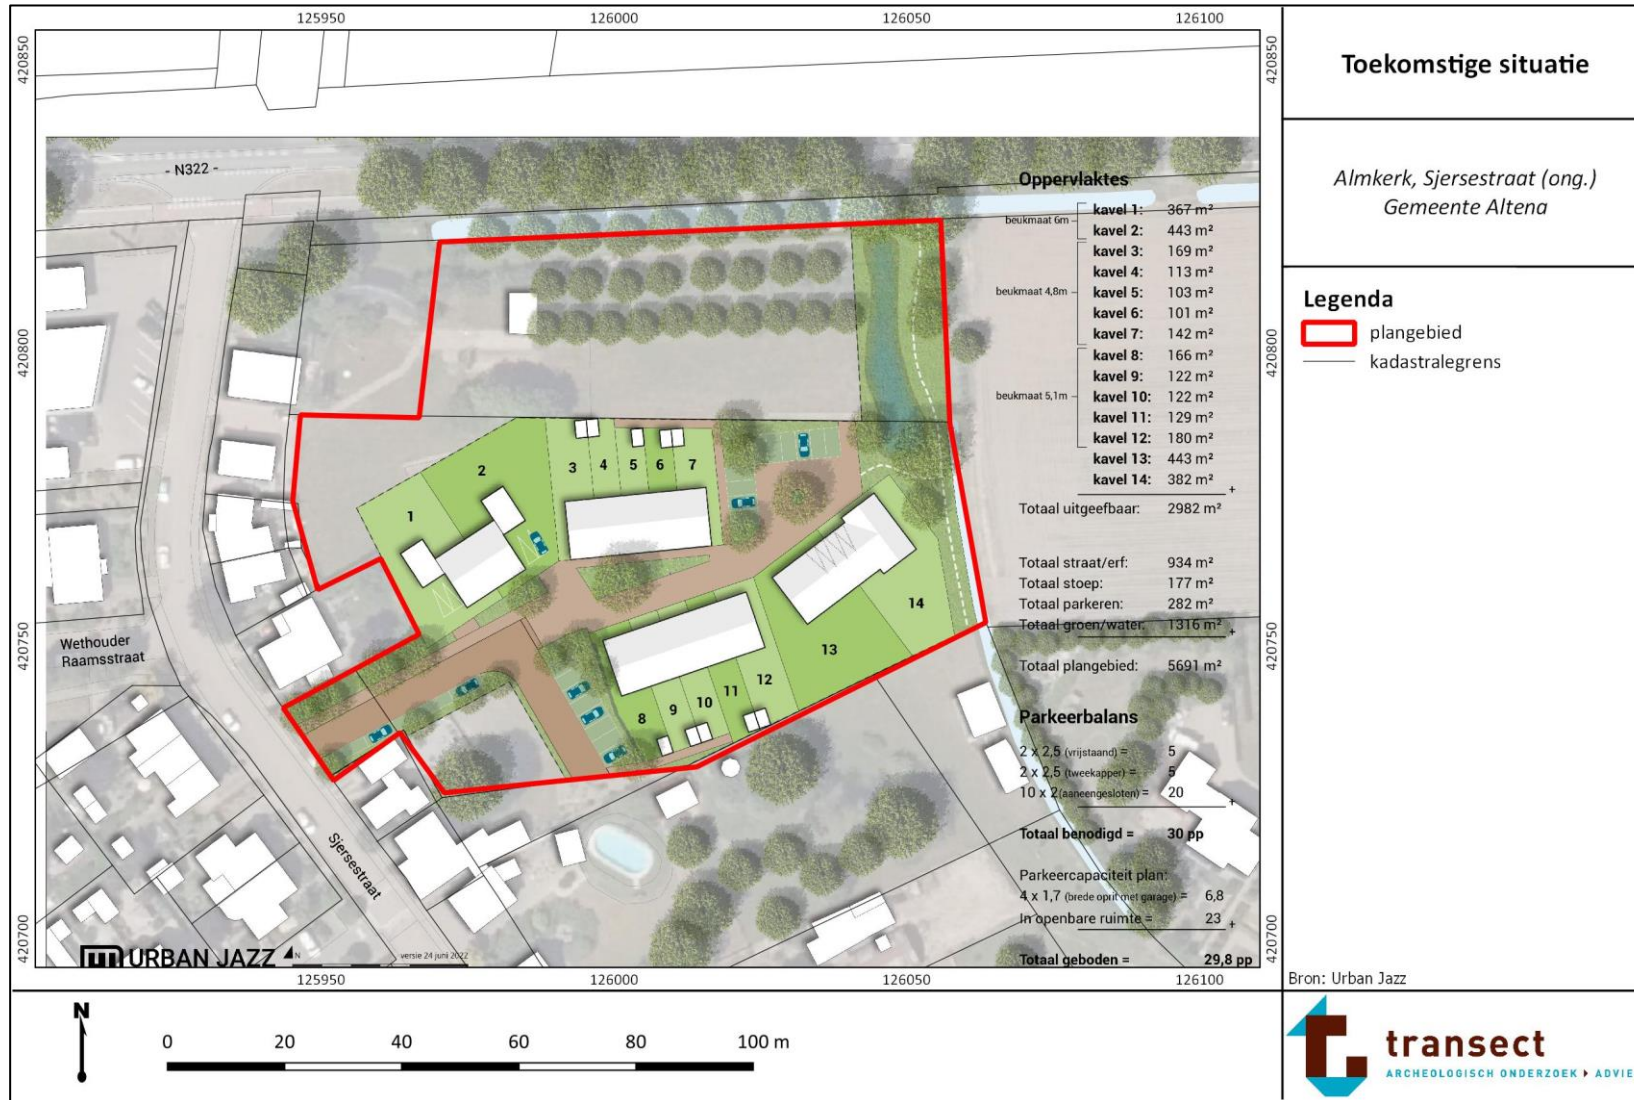 125950 126000 126050 126100
420850
420800
420750
420700
420850
420800
420750
420700
- N322 -
Wethouder
Raamsstraat
Sjersestraat
1
2
3 4 5 6 7
8 9 10 11 12
13
14
Oppervlaktes
beukmaat 6m
kavel 1: 367 m²
kavel 2: 443 m²
beukmaat 4,8m
kavel 3: 169 m²
kavel 4: 113 m²
kavel 5: 103 m²
kavel 6: 101 m²
kavel 7: 142 m²
beukmaat 5,1m
kavel 8: 166 m²
kavel 9: 122 m²
kavel 10: 122 m²
kavel 11: 129 m²
kavel 12: 180 m²
kavel 13: 443 m²
kavel 14: 382 m²
+
Totaal uitgeefbaar: 2982 m²
Totaal straat/erf: 934 m²
Totaal stoep: 177 m²
Totaal parkeren: 282 m²
Totaal groen/water: 1316 m²
+
Totaal plangebied: 5691 m²
Parkeerbalans
2 x 2,5 (vrijstaand) = 5
2 x 2,5 (tweekapper) = 5
10 x 2(aaneengesloten) = 20
+
Totaal benodigd = 30 pp
Parkeercapaciteit plan:
4 x 1,7 (brede oprit met garage) = 6,8
In openbare ruimte = 23
+
Totaal geboden = 29,8 pp
URBAN JAZZ N versie 24 juni 2022
125950 126000 126050 126100
N
0 20 40 60 80 100 m
Toekomstige situatie
Almkerk, Sjersestraat (ong.)
Gemeente Altena
Legenda
plangebied
kadastralegrens
Bron: Urban Jazz
transect
ARCHEOLOGISCH ONDERZOEK ADVIE